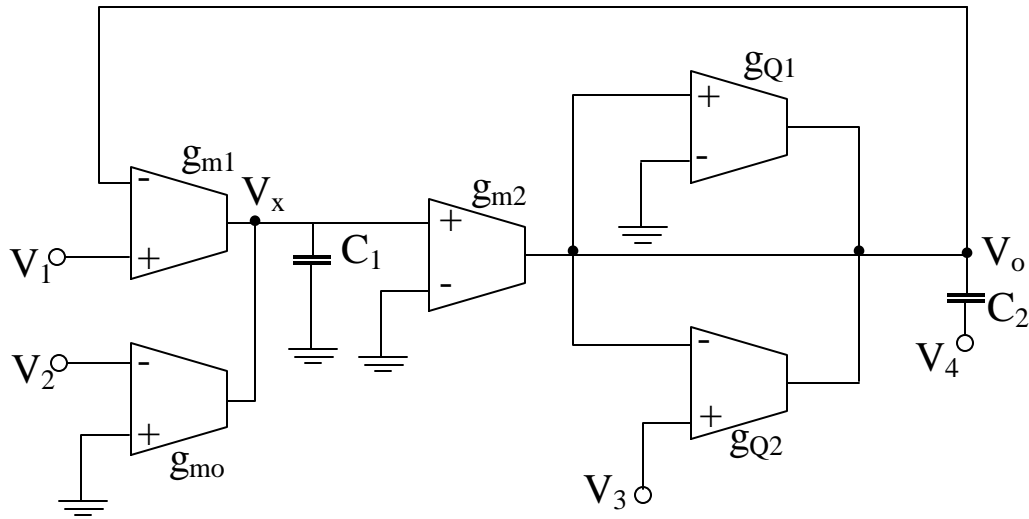 gQ1
+
-
gm1
-
+
V1
Vx
C1
gm2
+
-
Vo
C2
V4
V2
-
+
gmo
-
+
gQ2
V3